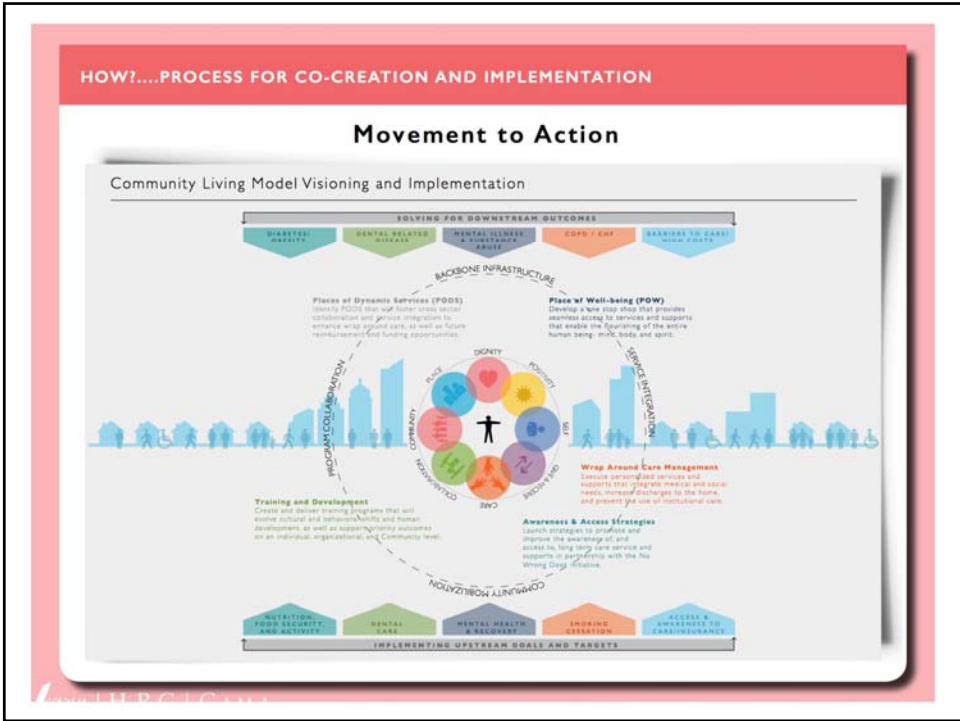 HOW?....PROCESS FOR CO-CREATION AND IMPLEMENTATION
Movement to Action
Community Living Model Visioning and Implementation
SOLVING FOR DOWNSTREAM OUTCOMES
DIABETES/
OBESITY
DENTAL RELATED
DISEASE
MENTAL ILLNESS
& SUBSTANCE
ABUSE
COPD / CHF
BARRIERS TO CARE/
HIGH COSTS
BACKBONE INFRASTRUCTURE
Places of Dynamic Services (PODS)
Identify PODS that will foster cross sector
collaboration and service integration to
enhance wrap around care, as well as future
reimbursement and funding opportunities.
Place of Well-being (POW)
Develop a one stop shop that provides
seamless access to services and supports
that enable the flourishing of the entire
human being- mind, body, and spirit.
PROGRAM COLLABORATION
SERVICE INTEGRATION
DIGNITY
POSITIVITY
SELF
GIVE & RECEIVE
CARE
COLLABORATION
COMMUNITY
PLACE
Wrap Around Care Management
Execute personalized services and
supports that integrate medical and social
needs, increase discharges to the home,
and prevent the use of institutional care.
Training and Development
Create and deliver training programs that will
evolve cultural and behavioral shifts and human
development, as well as support priority outcomes
on an individual, organizational, and Community level.
Awareness & Access Strategies
Launch strategies to promote and
improve the awareness of, and
access to, long term care service and
supports in partnership with the No
Wrong Door Initiative.
COMMUNITY MOBILIZATION
NUTRITION,
FOOD SECURITY,
AND ACTIVITY
DENTAL
CARE
MENTAL HEALTH
& RECOVERY
SMOKING
CESSATION
ACCESS &
AWARENESS TO
CARE/INSURANCE
IMPLEMENTING UPSTREAM GOALS AND TARGETS